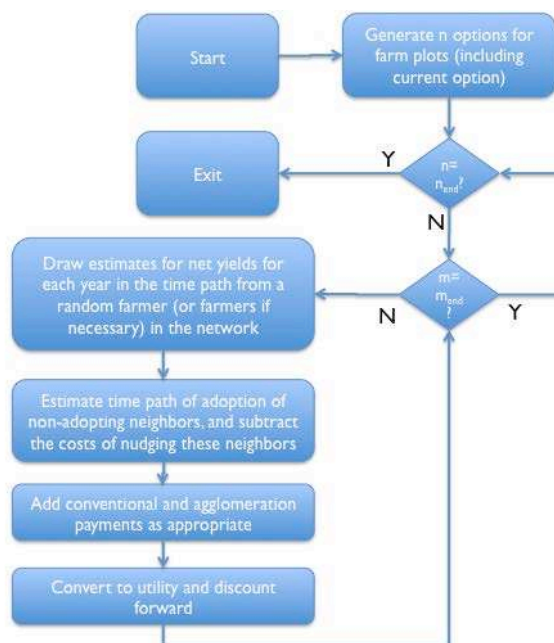 Start
Generate n options for
farm plots (including
current option)
Y
n=
n_end?
Exit
N
m=
m_end
?
N
Y
Draw estimates for net yields for
each year in the time path from a
random farmer (or farmers if
necessary) in the network
Estimate time path of adoption of
non-adopting neighbors, and subtract
the costs of nudging these neighbors
Add conventional and agglomeration
payments as appropriate
Convert to utility and discount
forward